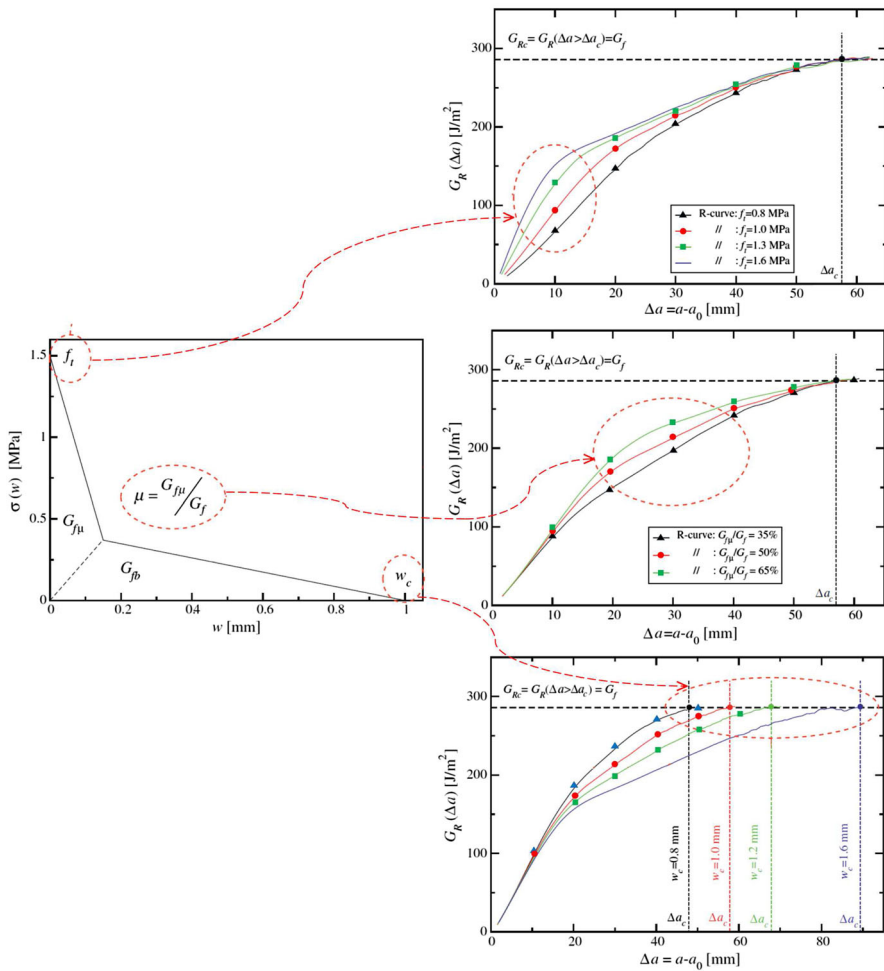 G_Rc= G_R(Δa>Δa_c)=G_f
300
200
100
0
G_R(Δa) [J/m²]
R-curve: f_t=0.8 MPa
// : f_t=1.0 MPa
// : f_t=1.3 MPa
// : f_t=1.6 MPa
Δa_c
0 10 20 30 40 50 60
Δa =a-a_0 [mm]
1.5
1
0.5
0
σ(w) [MPa]
f_t
μ = G_fμ/G_f
G_fμ
G_fb
w_c
0.2 0.4 0.6 0.8 1
w [mm]
G_Rc= G_R(Δa>Δa_c)=G_f
300
200
100
0
G_R(Δa) [J/m²]
R-curve: G_fμ/G_f = 35%
// : G_fμ/G_f = 50%
// : G_fμ/G_f = 65%
Δa_c
0 10 20 30 40 50 60
Δa=a-a_0 [mm]
G_Rc= G_R(Δa>Δa_c) = G_f
300
200
100
0
G_R(Δa) [J/m²]
w_c=0.8 mm
w_c=1.0 mm
w_c=1.2 mm
w_c=1.6 mm
Δa_c
Δa_c
Δa_c
Δa_c
0 20 40 60 80
Δa = a-a_0 [mm]